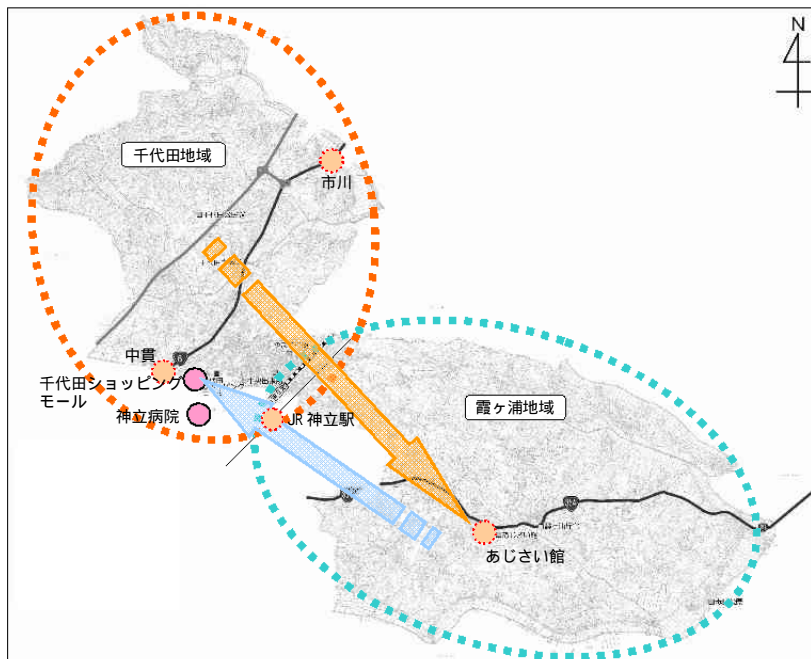 N
千代田地域
市川
中貫
6
千代田ショッピング
モール
神立病院
JR 神立駅
霞ヶ浦地域
あじさい館